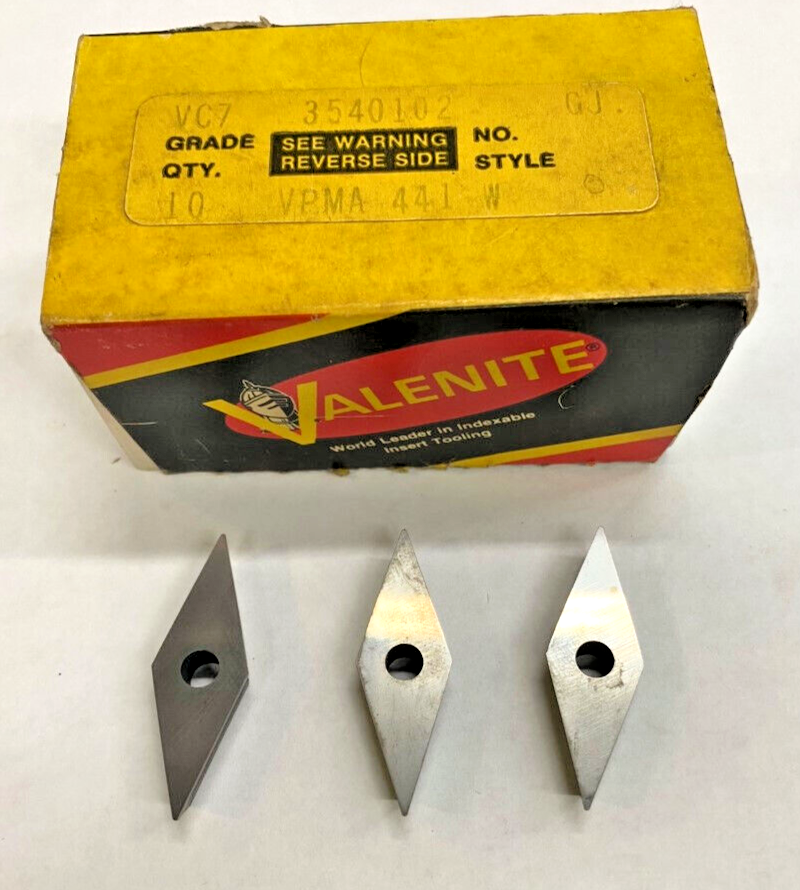 VC7 3540102 GJ.
GRADE SEE WARNING NO.
QTY. REVERSE SIDE STYLE
10 VPMA 441 W
VALENITE®
World Leader in Indexable
Insert Tooling